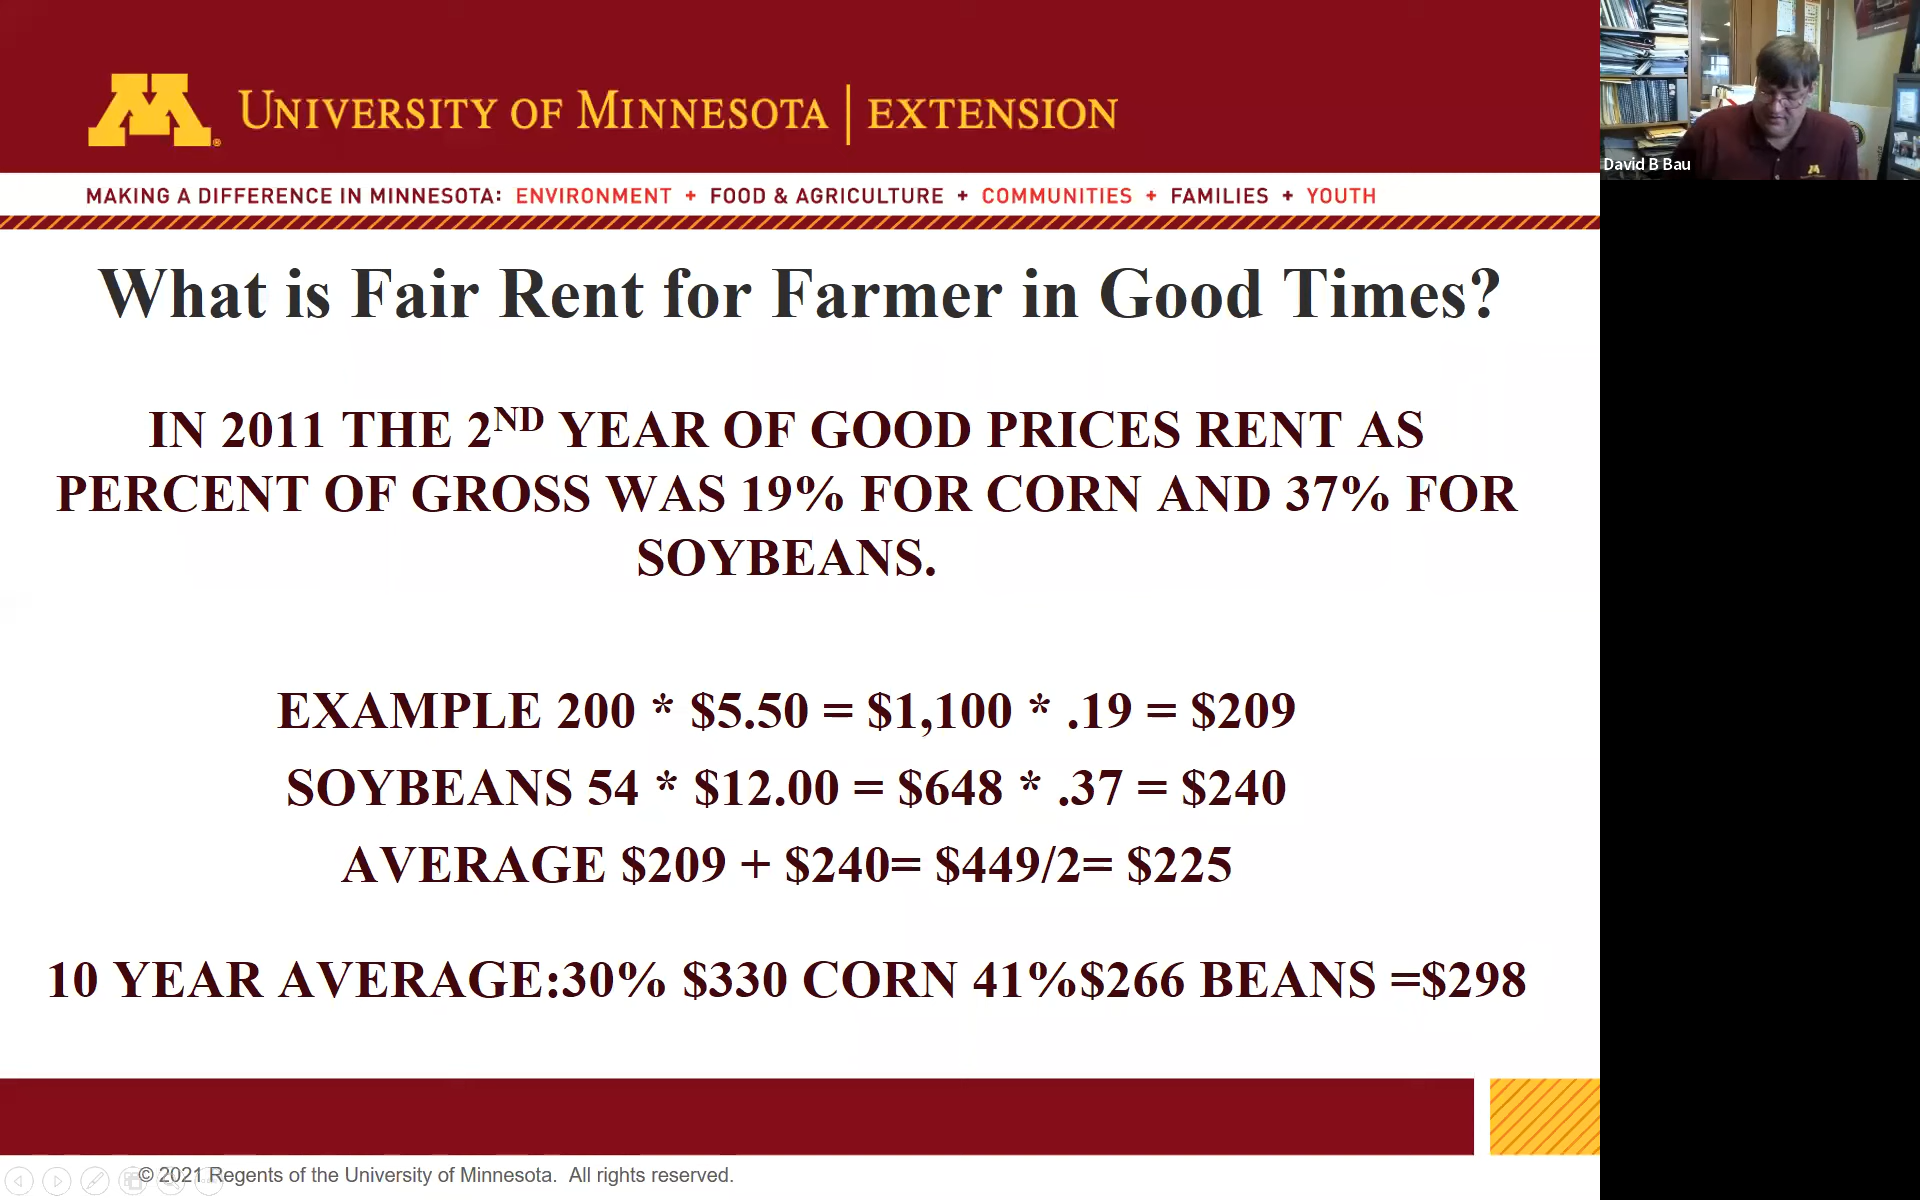 UNIVERSITY OF MINNESOTA | EXTENSION
David B Bau
MAKING A DIFFERENCE IN MINNESOTA: ENVIRONMENT + FOOD & AGRICULTURE + COMMUNITIES + FAMILIES + YOUTH
What is Fair Rent for Farmer in Good Times?
IN 2011 THE 2ND YEAR OF GOOD PRICES RENT AS
PERCENT OF GROSS WAS 19% FOR CORN AND 37% FOR
SOYBEANS.
EXAMPLE 200 * $5.50 = $1,100 * .19 = $209
SOYBEANS 54 * $12.00 = $648 * .37 = $240
AVERAGE $209 + $240= $449/2= $225
10 YEAR AVERAGE:30% $330 CORN 41%$266 BEANS =$298
© 2021 Regents of the University of Minnesota.  All rights reserved.